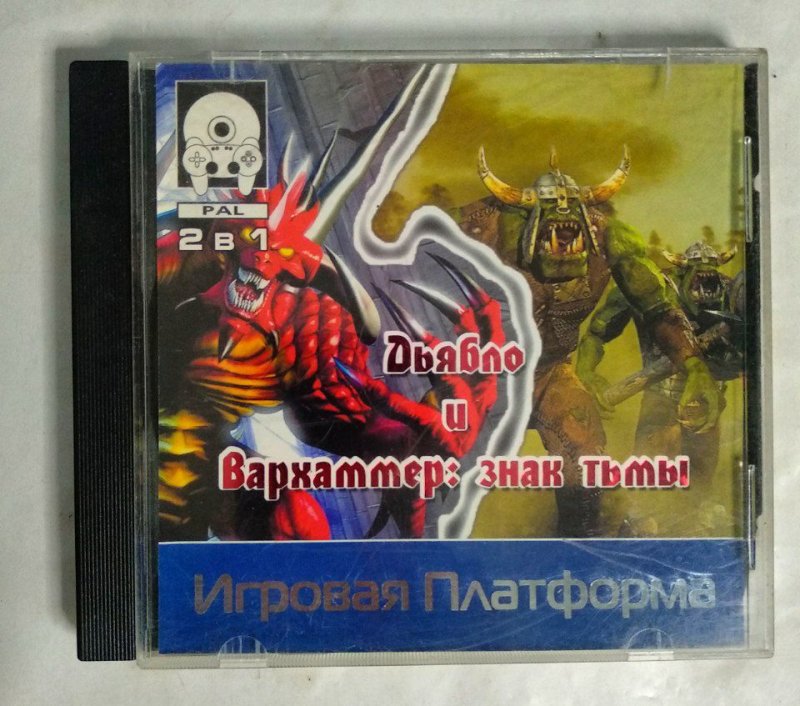 PAL
2 в 1
Дьябло
и
Вархаммер: знак тьмы
Игровая Платформа